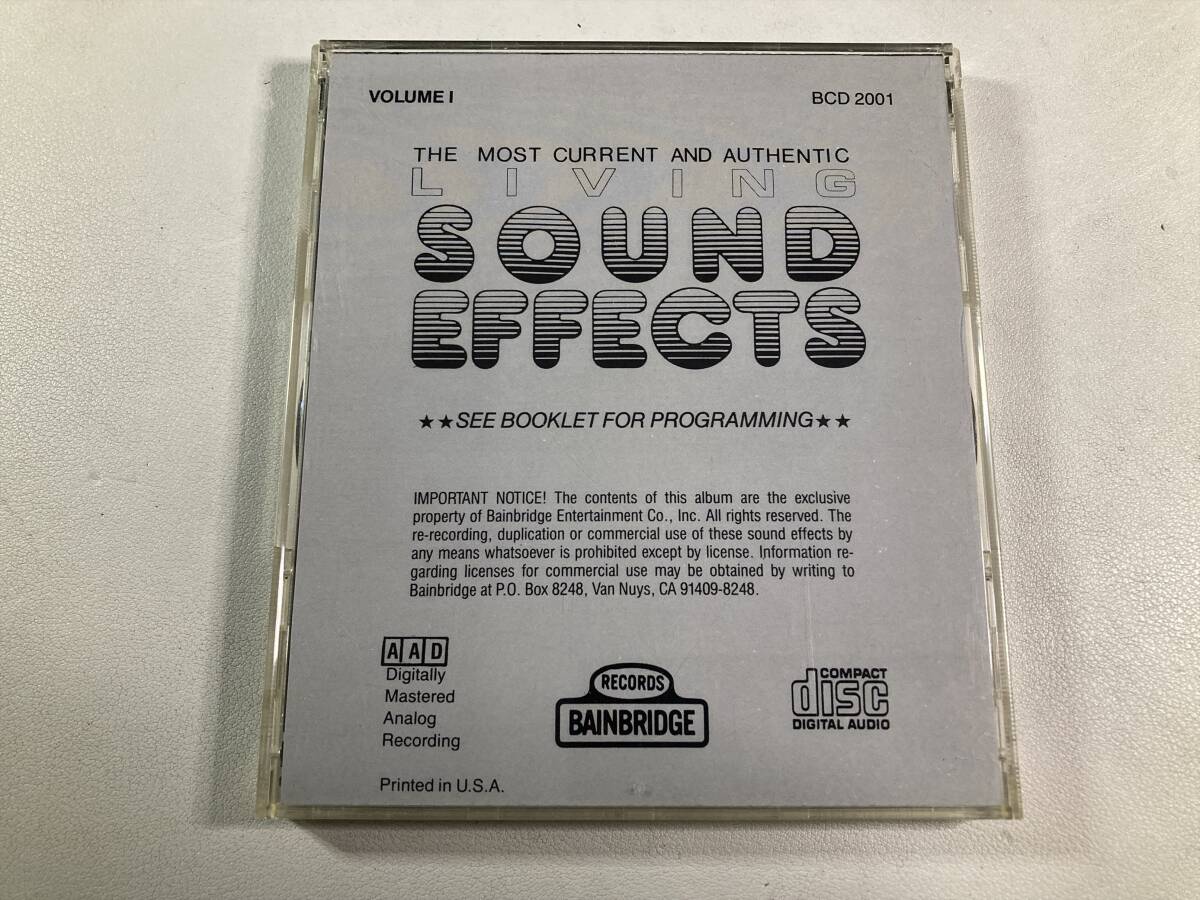 VOLUME I
BCD 2001
THE MOST CURRENT AND AUTHENTIC
LIVING
SOUND
EFFECTS
★★SEE BOOKLET FOR PROGRAMMING★★
IMPORTANT NOTICE! The contents of this album are the exclusive
property of Bainbridge Entertainment Co., Inc. All rights reserved. The
re-recording, duplication or commercial use of these sound effects by
any means whatsoever is prohibited except by license. Information re-
garding licenses for commercial use may be obtained by writing to
Bainbridge at P.O. Box 8248, Van Nuys, CA 91409-8248.
AAD
Digitally
Mastered
Analog
Recording
RECORDS
BAINBRIDGE
COMPACT
disc
DIGITAL AUDIO
Printed in U.S.A.